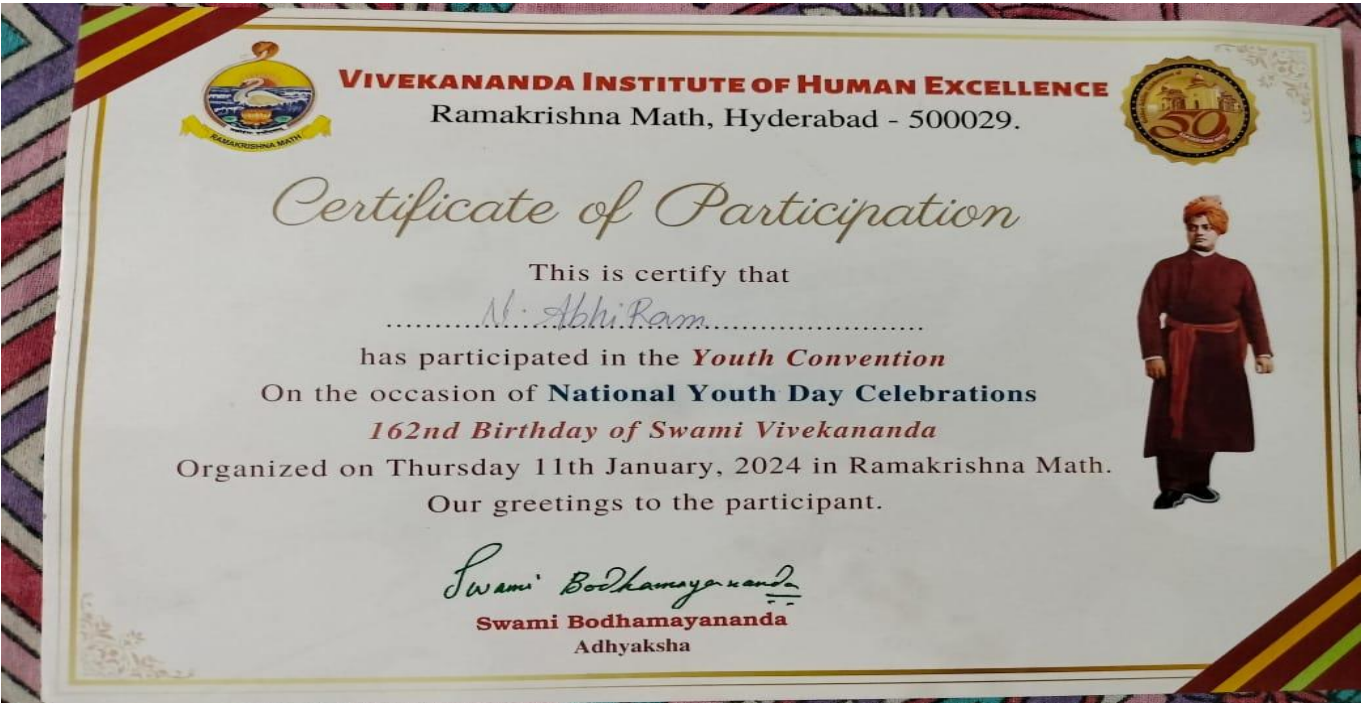 VIVEKANANDA INSTITUTE OF HUMAN EXCELLENCE
Ramakrishna Math, Hyderabad - 500029.
RAMAKRISHNA MATH
50
Certificate of Participation
This is certify that
N. AbhiRam
has participated in the Youth Convention
On the occasion of National Youth Day Celebrations
162nd Birthday of Swami Vivekananda
Organized on Thursday 11th January, 2024 in Ramakrishna Math.
Our greetings to the participant.
Swami Bodhamayananda
Swami Bodhamayananda
Adhyaksha